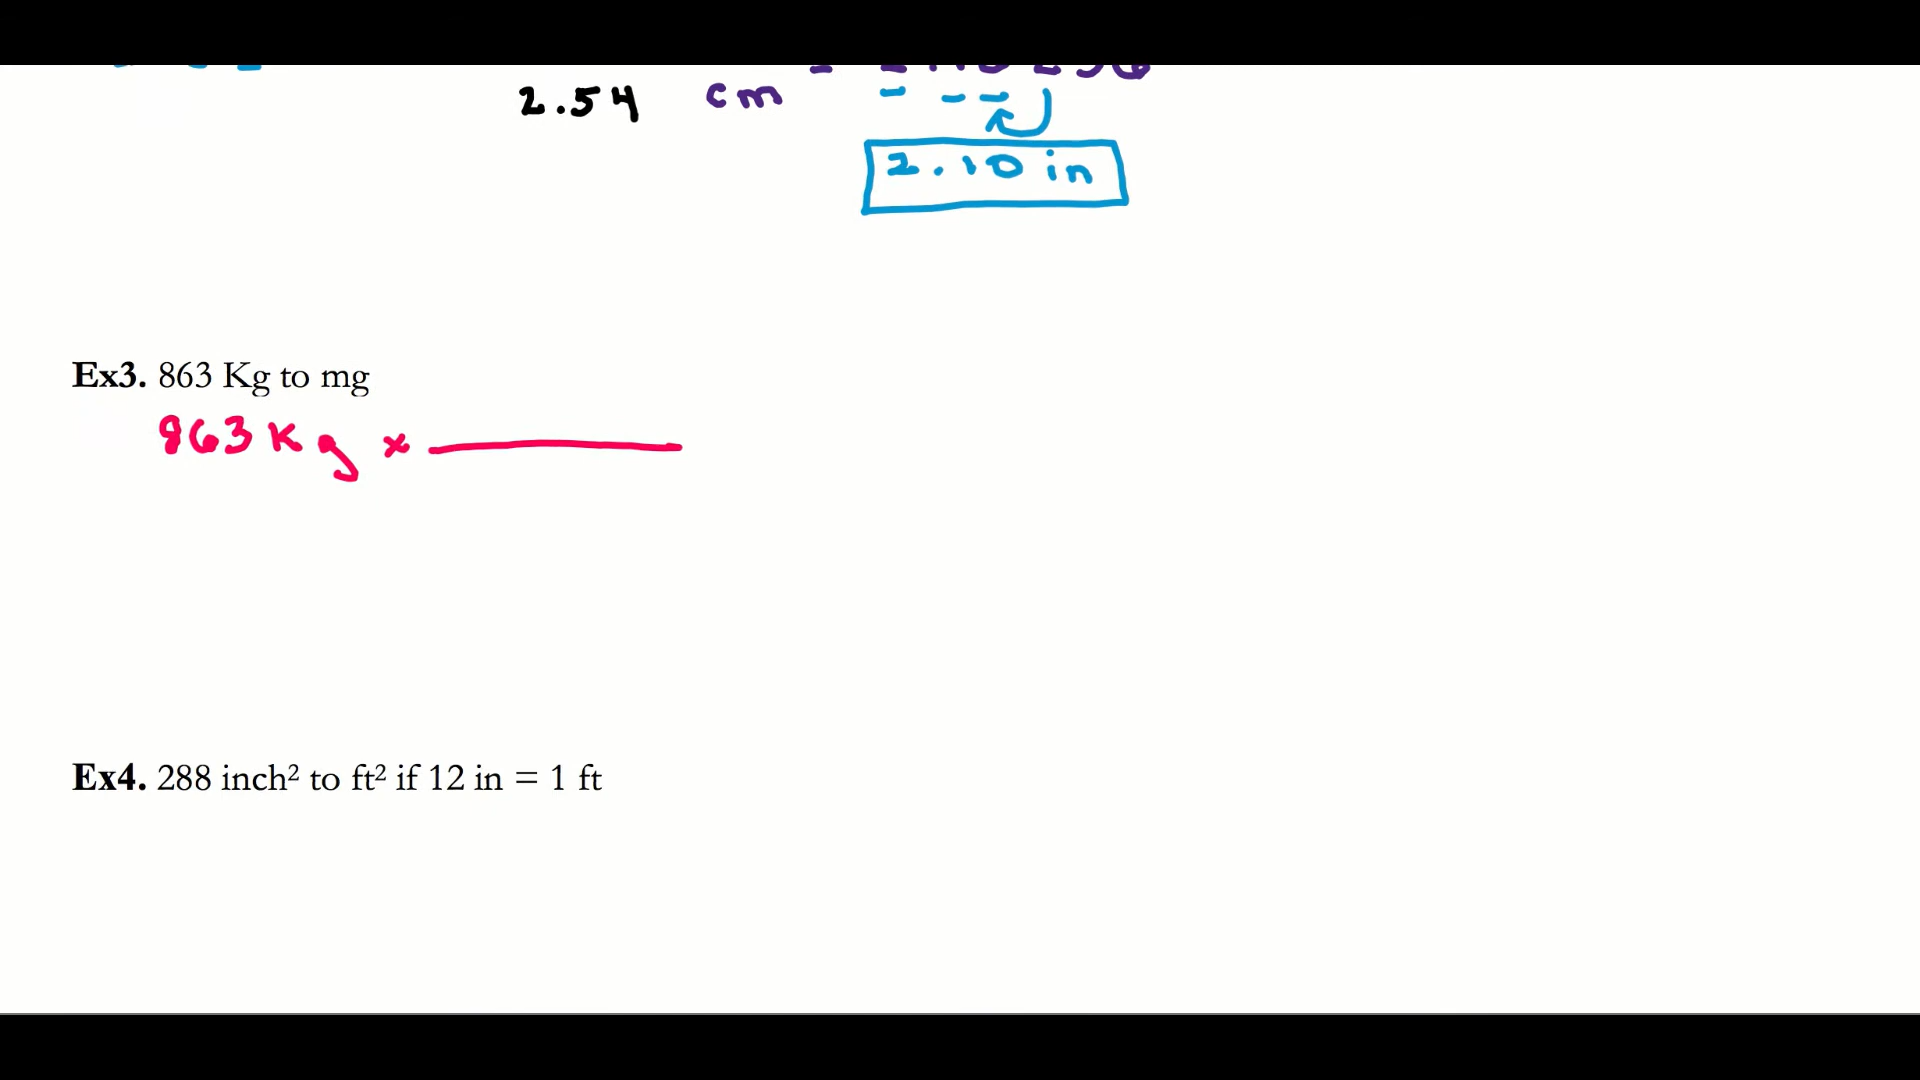 2.54 cm
2.10 in
Ex3. 863 Kg to mg
863 Kg ×
Ex4. 288 inch² to ft² if 12 in = 1 ft